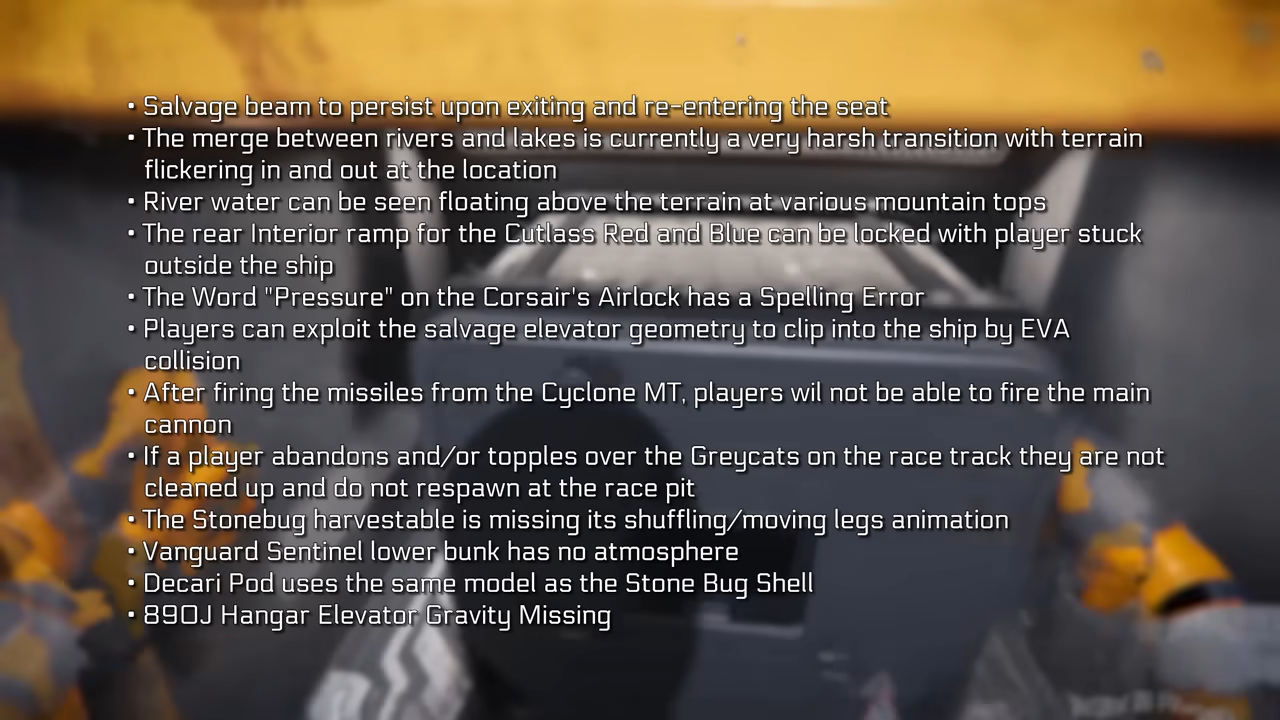 • Salvage beam to persist upon exiting and re-entering the seat
• The merge between rivers and lakes is currently a very harsh transition with terrain
flickering in and out at the location
• River water can be seen floating above the terrain at various mountain tops
• The rear Interior ramp for the Cutlass Red and Blue can be locked with player stuck
outside the ship
• The Word "Pressure" on the Corsair's Airlock has a Spelling Error
• Players can exploit the salvage elevator geometry to clip into the ship by EVA
collision
• After firing the missiles from the Cyclone MT, players wil not be able to fire the main
cannon
• If a player abandons and/or topples over the Greycats on the race track they are not
cleaned up and do not respawn at the race pit
• The Stonebug harvestable is missing its shuffling/moving legs animation
• Vanguard Sentinel lower bunk has no atmosphere
• Decari Pod uses the same model as the Stone Bug Shell
• 890J Hangar Elevator Gravity Missing